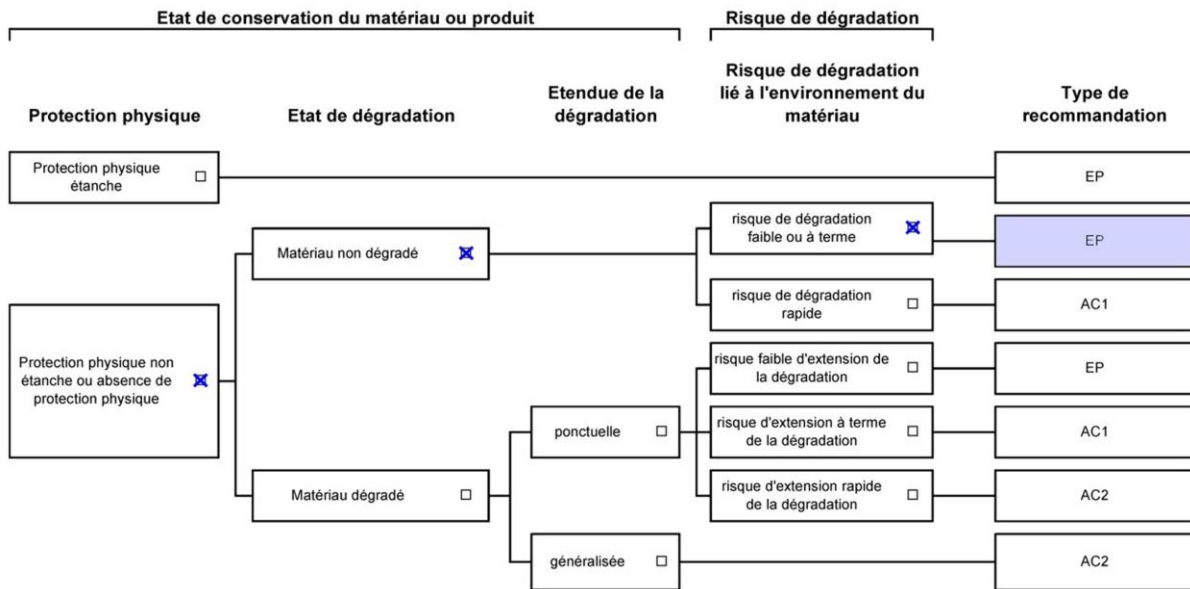 Etat de conservation du matériau ou produit
Risque de dégradation
Protection physique
Etat de dégradation
Etendue de la
dégradation
Risque de dégradation
lié à l'environnement du
matériau
Type de
recommandation
Protection physique
étanche
EP
risque de dégradation
faible ou à terme
EP
Matériau non dégradé
risque de dégradation
rapide
AC1
Protection physique non
étanche ou absence de
protection physique
risque faible d'extension de
la dégradation
EP
ponctuelle
risque d'extension à terme
de la dégradation
AC1
Matériau dégradé
risque d'extension rapide
de la dégradation
AC2
généralisée
AC2